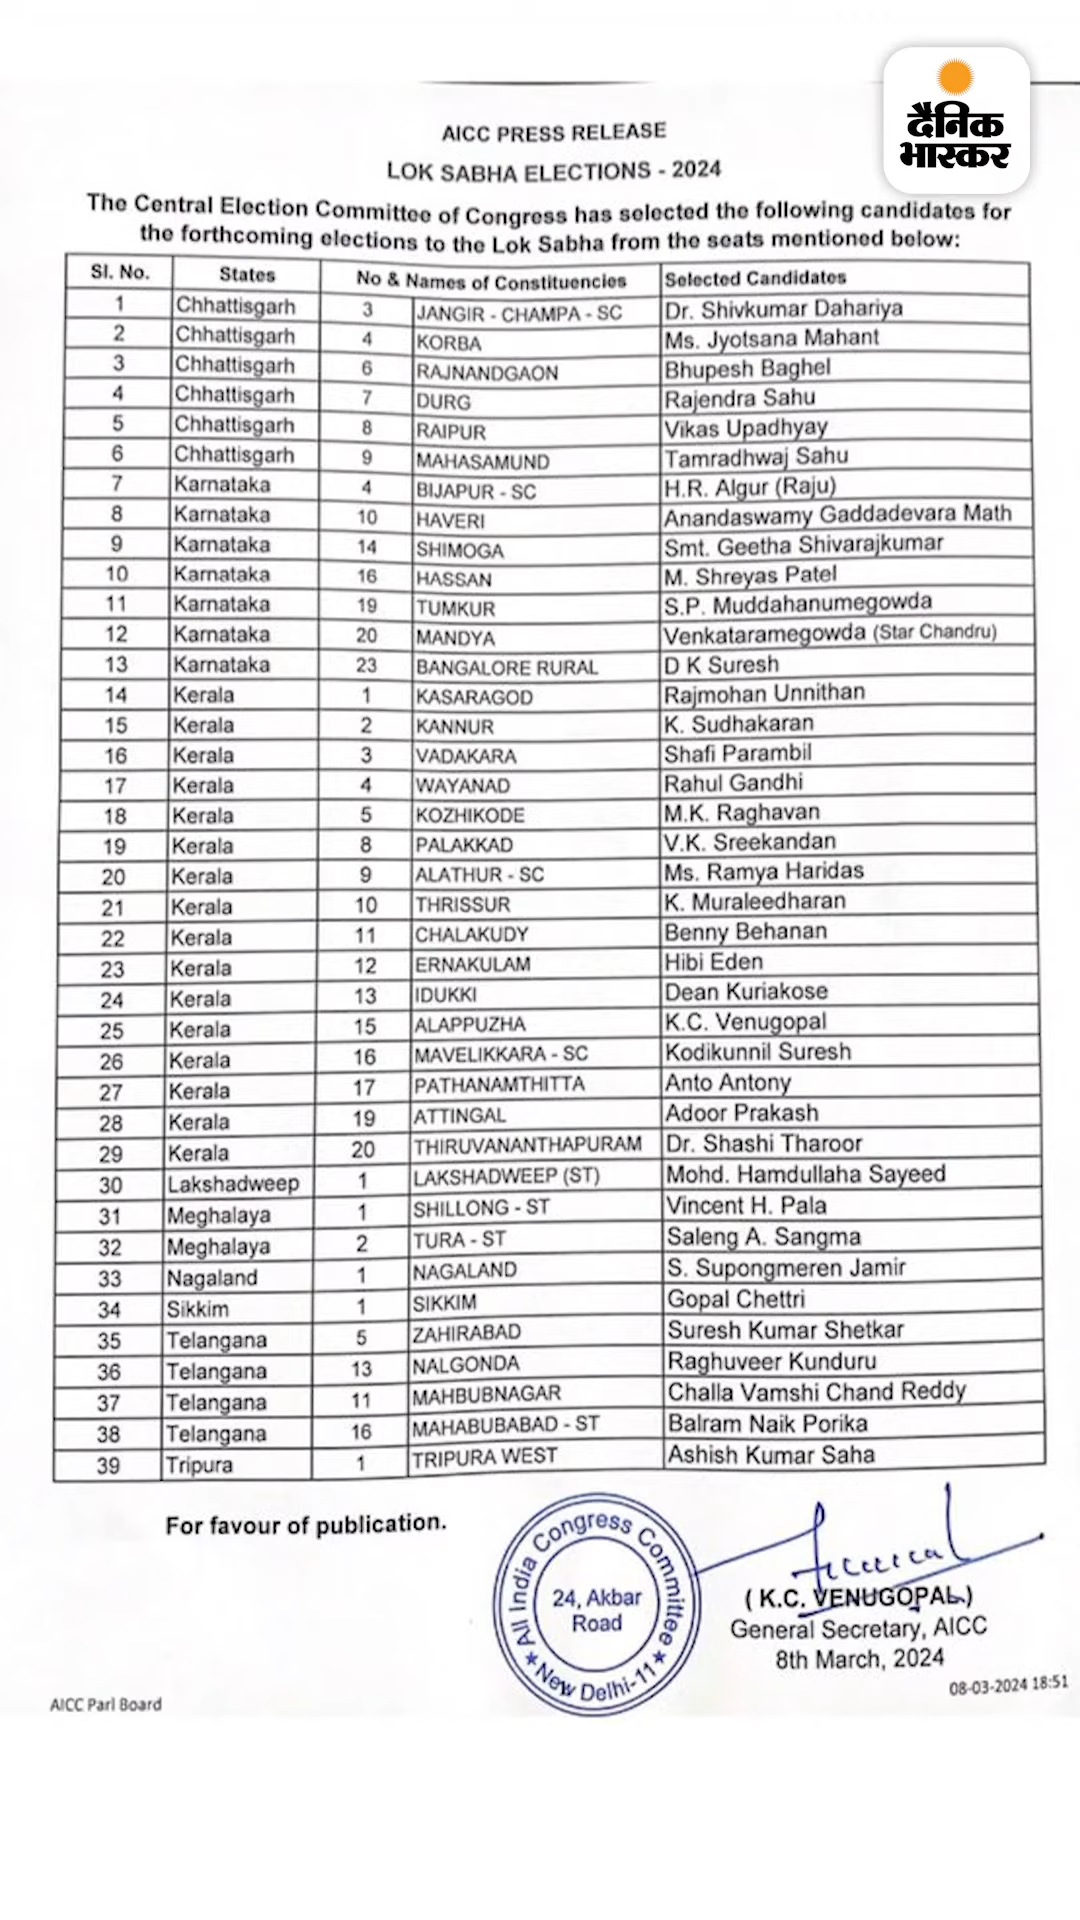 दैनिक
भास्कर
AICC PRESS RELEASE
LOK SABHA ELECTIONS - 2024
The Central Election Committee of Congress has selected the following candidates for
the forthcoming elections to the Lok Sabha from the seats mentioned below:
Sl. No. States No & Names of Constituencies Selected Candidates
1 Chhattisgarh 3 JANGIR - CHAMPA - SC Dr. Shivkumar Dahariya
2 Chhattisgarh 4 KORBA Ms. Jyotsana Mahant
3 Chhattisgarh 6 RAJNANDGAON Bhupesh Baghel
4 Chhattisgarh 7 DURG Rajendra Sahu
5 Chhattisgarh 8 RAIPUR Vikas Upadhyay
6 Chhattisgarh 9 MAHASAMUND Tamradhwaj Sahu
7 Karnataka 4 BIJAPUR - SC H.R. Algur (Raju)
8 Karnataka 10 HAVERI Anandaswamy Gaddadevara Math
9 Karnataka 14 SHIMOGA Smt. Geetha Shivarajkumar
10 Karnataka 16 HASSAN M. Shreyas Patel
11 Karnataka 19 TUMKUR S.P. Muddahanumegowda
12 Karnataka 20 MANDYA Venkataramegowda (Star Chandru)
13 Karnataka 23 BANGALORE RURAL D K Suresh
14 Kerala 1 KASARAGOD Rajmohan Unnithan
15 Kerala 2 KANNUR K. Sudhakaran
16 Kerala 3 VADAKARA Shafi Parambil
17 Kerala 4 WAYANAD Rahul Gandhi
18 Kerala 5 KOZHIKODE M.K. Raghavan
19 Kerala 8 PALAKKAD V.K. Sreekandan
20 Kerala 9 ALATHUR - SC Ms. Ramya Haridas
21 Kerala 10 THRISSUR K. Muraleedharan
22 Kerala 11 CHALAKUDY Benny Behanan
23 Kerala 12 ERNAKULAM Hibi Eden
24 Kerala 13 IDUKKI Dean Kuriakose
25 Kerala 15 ALAPPUZHA K.C. Venugopal
26 Kerala 16 MAVELIKKARA - SC Kodikunnil Suresh
27 Kerala 17 PATHANAMTHITTA Anto Antony
28 Kerala 19 ATTINGAL Adoor Prakash
29 Kerala 20 THIRUVANANTHAPURAM Dr. Shashi Tharoor
30 Lakshadweep 1 LAKSHADWEEP (ST) Mohd. Hamdullaha Sayeed
31 Meghalaya 1 SHILLONG - ST Vincent H. Pala
32 Meghalaya 2 TURA - ST Saleng A. Sangma
33 Nagaland 1 NAGALAND S. Supongmeren Jamir
34 Sikkim 1 SIKKIM Gopal Chettri
35 Telangana 5 ZAHIRABAD Suresh Kumar Shetkar
36 Telangana 13 NALGONDA Raghuveer Kunduru
37 Telangana 11 MAHBUBNAGAR Challa Vamshi Chand Reddy
38 Telangana 16 MAHABUBABAD - ST Balram Naik Porika
39 Tripura 1 TRIPURA WEST Ashish Kumar Saha
For favour of publication.
All India Congress Committee
24, Akbar
Road
★ New Delhi-11 ★
( K.C. VENUGOPAL )
General Secretary, AICC
8th March, 2024
08-03-2024 18:51
AICC Parl Board